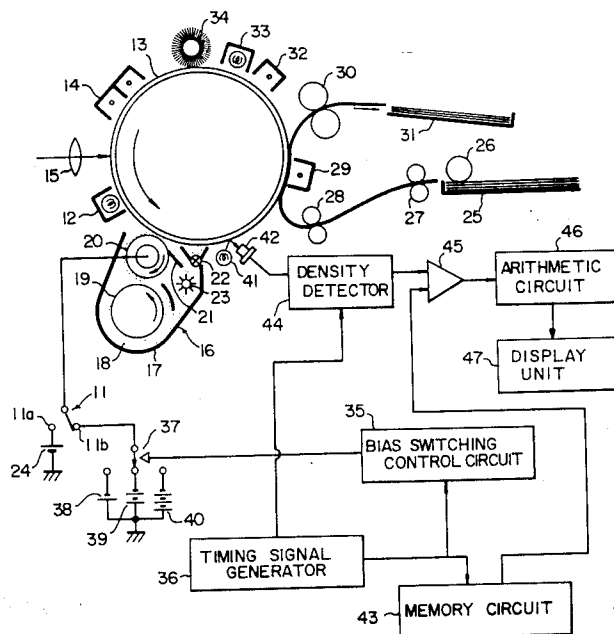 34
33
13
32
14
30
31
15
29
26
12
28
27
25
42
20
45
46
22
41
DENSITY
DETECTOR
ARITHMETIC
CIRCUIT
19
23
44
21
18
16
17
47
DISPLAY
UNIT
11
11a
11b
37
35
BIAS SWITCHING
CONTROL CIRCUIT
24
38
39
40
TIMING SIGNAL
GENERATOR
36
43
MEMORY CIRCUIT